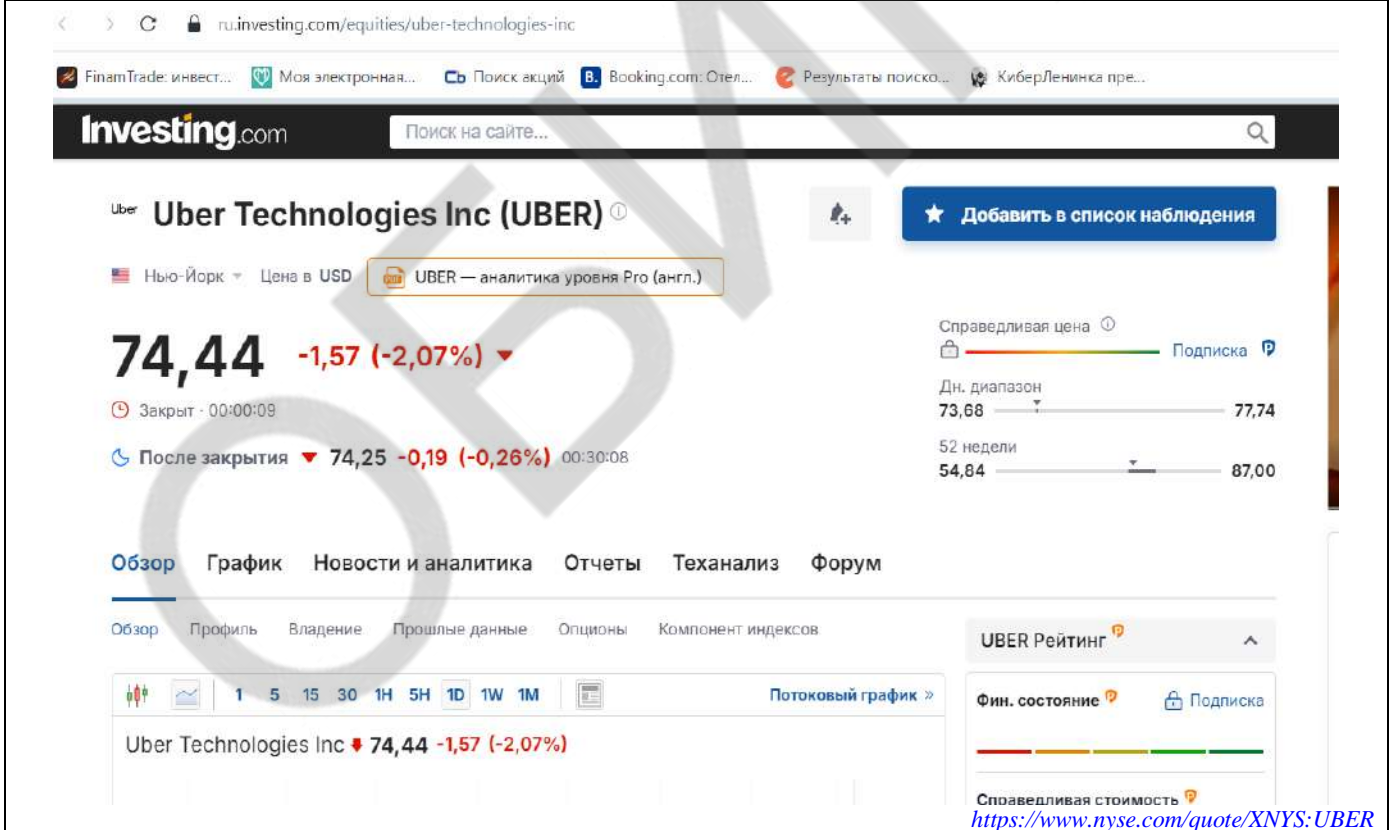 ru.investing.com/equities/uber-technologies-inc
FinamTrade: инвест... Моя электронная... Сb Поиск акций B. Booking.com: Отел... Результаты поиско... КиберЛенинка пре...
Investing.com Поиск на сайте...
Uber Uber Technologies Inc (UBER)
★ Добавить в список наблюдения
Нью-Йорк Цена в USD UBER — аналитика уровня Pro (англ.)
Справедливая цена
Подписка
74,44 -1,57 (-2,07%)
Дн. диапазон
73,68 77,74
Закрыт · 00:00:09
52 недели
54,84 87,00
После закрытия 74,25 -0,19 (-0,26%) 00:30:08
Обзор График Новости и аналитика Отчеты Теханализ Форум
Обзор Профиль Владение Прошлые данные Опционы Компонент индексов
UBER Рейтинг
1 5 15 30 1H 5H 1D 1W 1M Потоковый график »
Фин. состояние Подписка
Uber Technologies Inc 74,44 -1,57 (-2,07%)
Справедливая стоимость
https://www.nyse.com/quote/XNYS:UBER